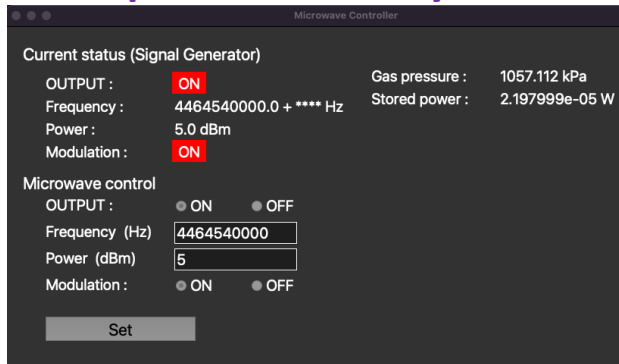 Microwave Controller
Current status (Signal Generator)
OUTPUT : ON
Frequency : 4464540000.0 + **** Hz
Power : 5.0 dBm
Modulation : ON
Gas pressure : 1057.112 kPa
Stored power : 2.197999e-05 W
Microwave control
OUTPUT : ON OFF
Frequency (Hz) 4464540000
Power (dBm) 5
Modulation : ON OFF
Set